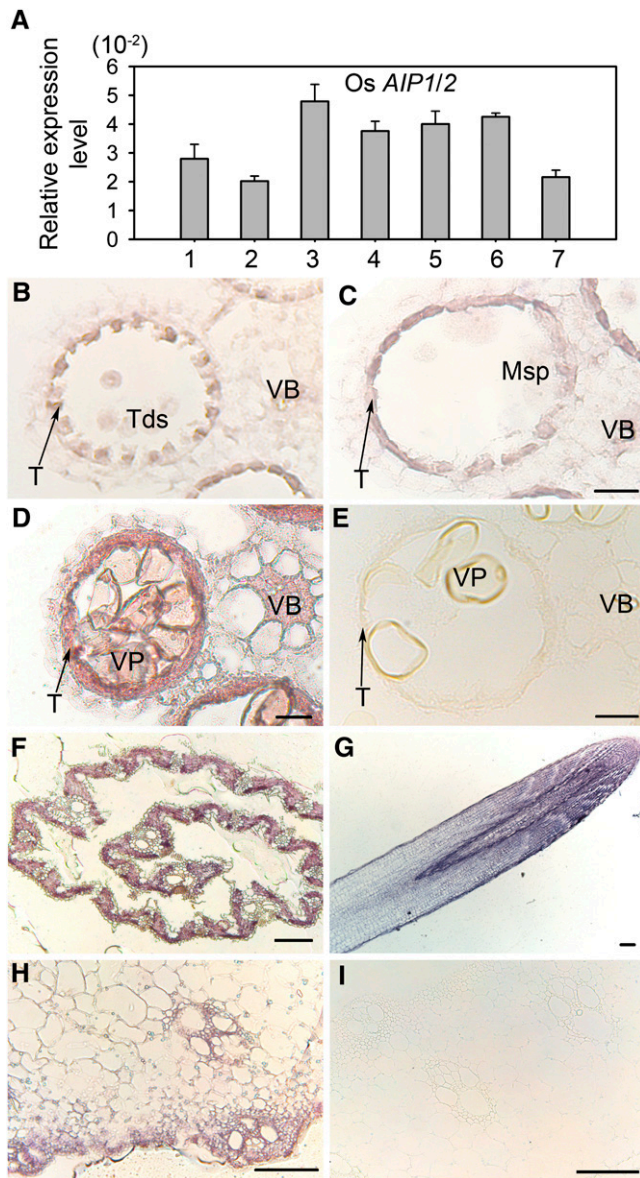 A
(10⁻²)
Os AIP1/2
Relative expression
level
6
5
4
3
2
1
0
1 2 3 4 5 6 7
B
Tds
VB
T
C
Msp
VB
T
D
VP
VB
T
E
VP
VB
T
F
G
H
I